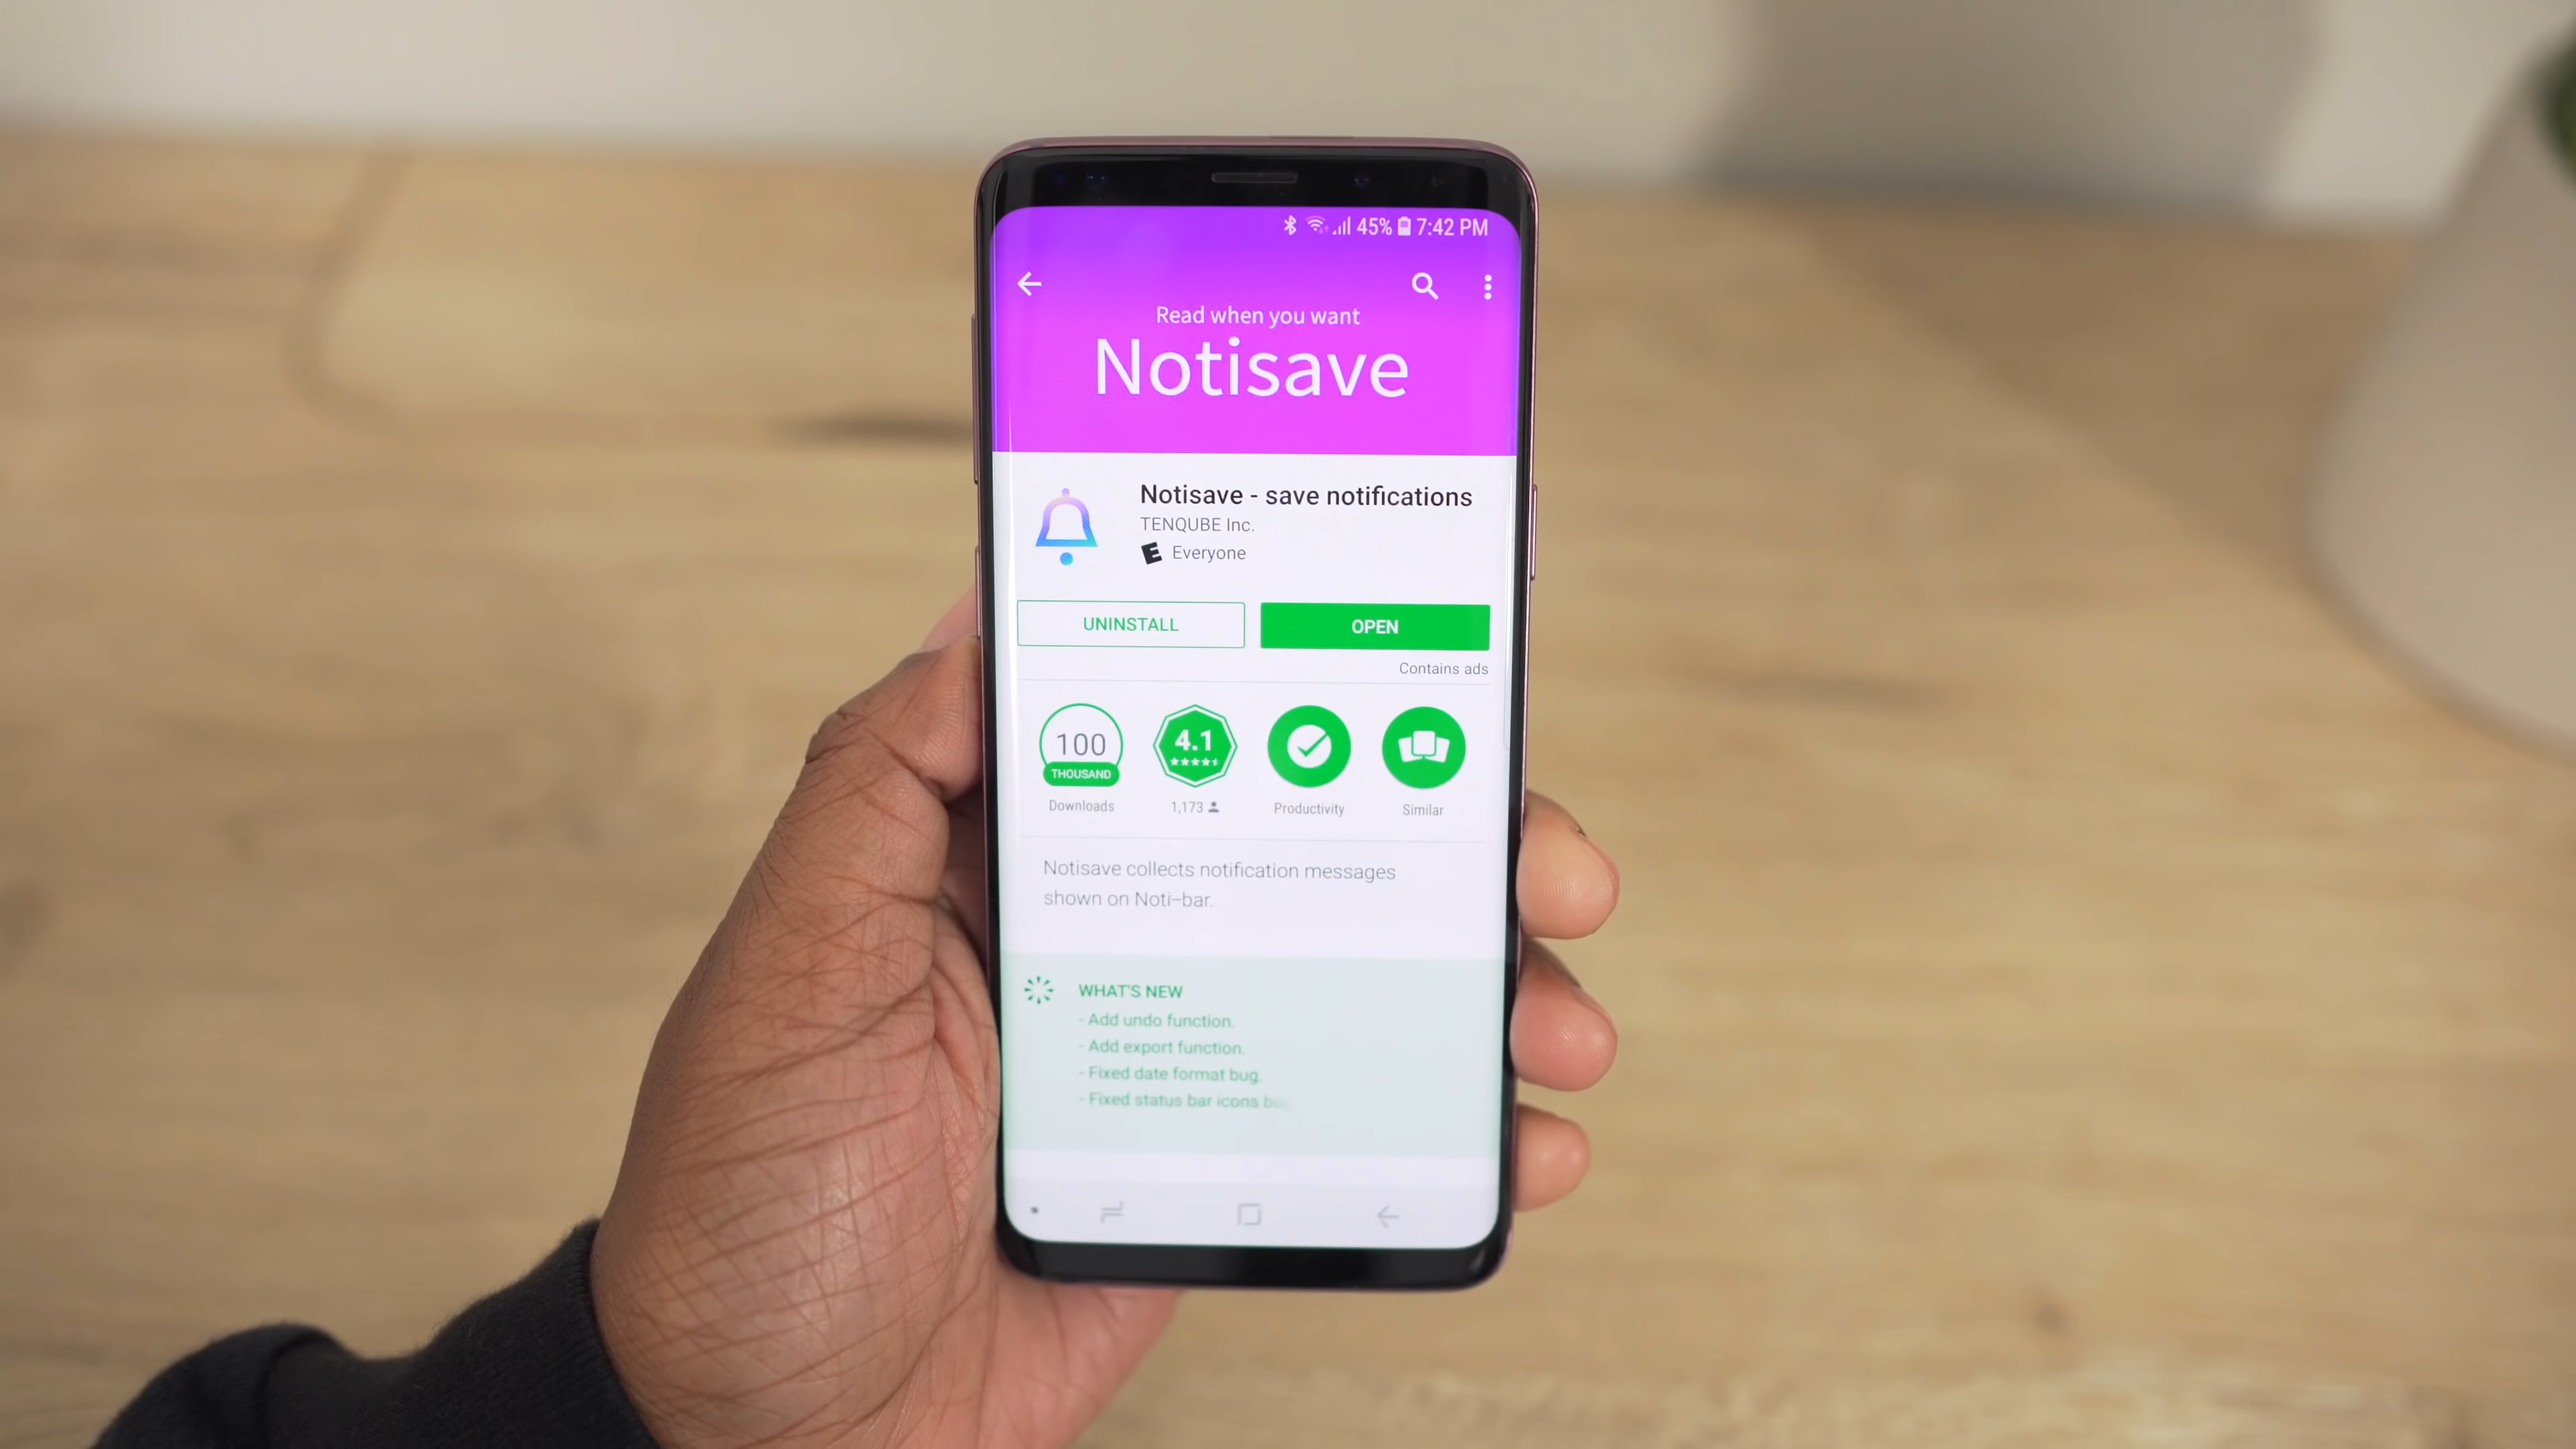 45% 7:42 PM
Read when you want
Notisave
Notisave - save notifications
TENQUBE Inc.
E Everyone
UNINSTALL
OPEN
Contains ads
100
THOUSAND
Downloads
4.1
1,173
Productivity
Similar
Notisave collects notification messages
shown on Noti-bar.
WHAT'S NEW
- Add undo function.
- Add export function.
- Fixed date format bug.
- Fixed status bar icons bu